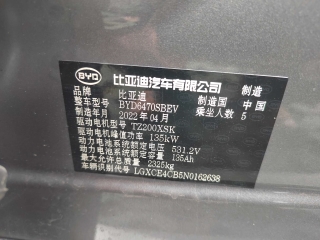 BYD 比亚迪汽车有限公司 制造
品牌 比亚迪 制造国 中国
整车型号 BYD6470SBEV 乘坐人数 5
制造年月 2022年04月
驱动电机型号 TZ200XSK
驱动电机峰值功率 135kW
动力电池系统额定电压 531.2V
动力电池系统额定容量 135Ah
最大允许总质量 2325kg
车辆识别代号 LGXCE4CB5N0162638